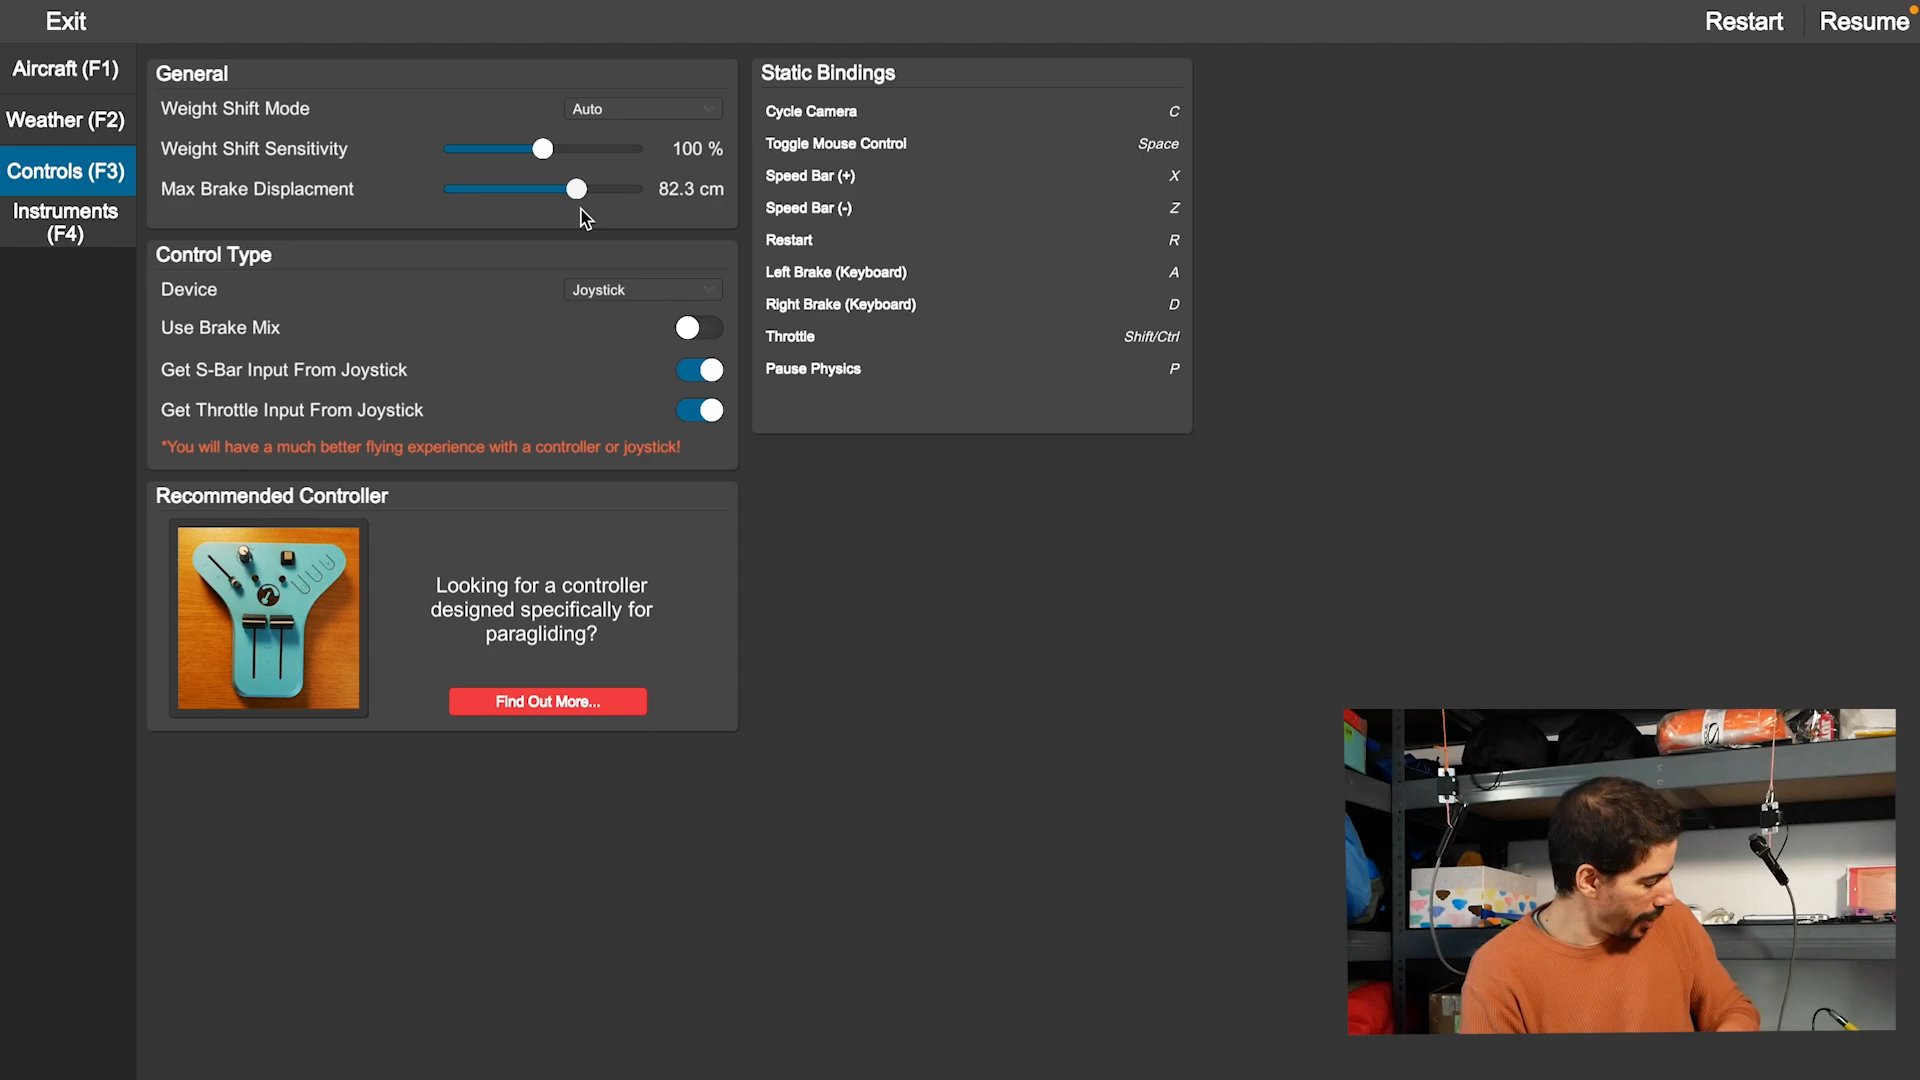 Exit
Restart
Resume
Aircraft (F1)
Weather (F2)
Controls (F3)
Instruments
(F4)
General
Weight Shift Mode
Auto
Weight Shift Sensitivity
100 %
Max Brake Displacment
82.3 cm
Control Type
Device
Joystick
Use Brake Mix
Get S-Bar Input From Joystick
Get Throttle Input From Joystick
*You will have a much better flying experience with a controller or joystick!
Recommended Controller
Looking for a controller
designed specifically for
paragliding?
Find Out More...
Static Bindings
Cycle Camera
C
Toggle Mouse Control
Space
Speed Bar (+)
X
Speed Bar (-)
Z
Restart
R
Left Brake (Keyboard)
A
Right Brake (Keyboard)
D
Throttle
Shift/Ctrl
Pause Physics
P